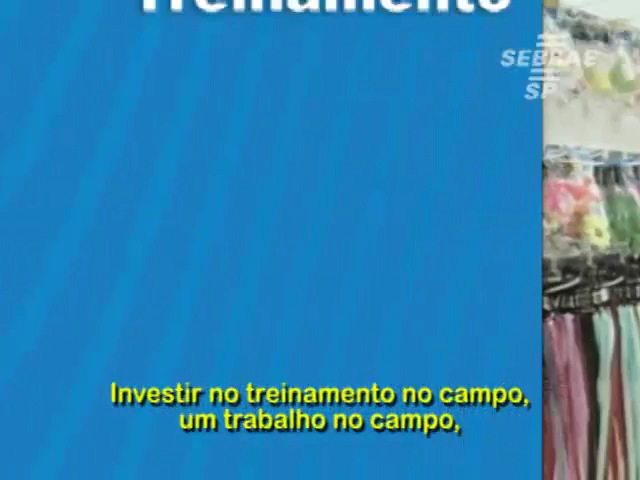 Treinamento
SEBRAE
SP
Investir no treinamento no campo,
um trabalho no campo,